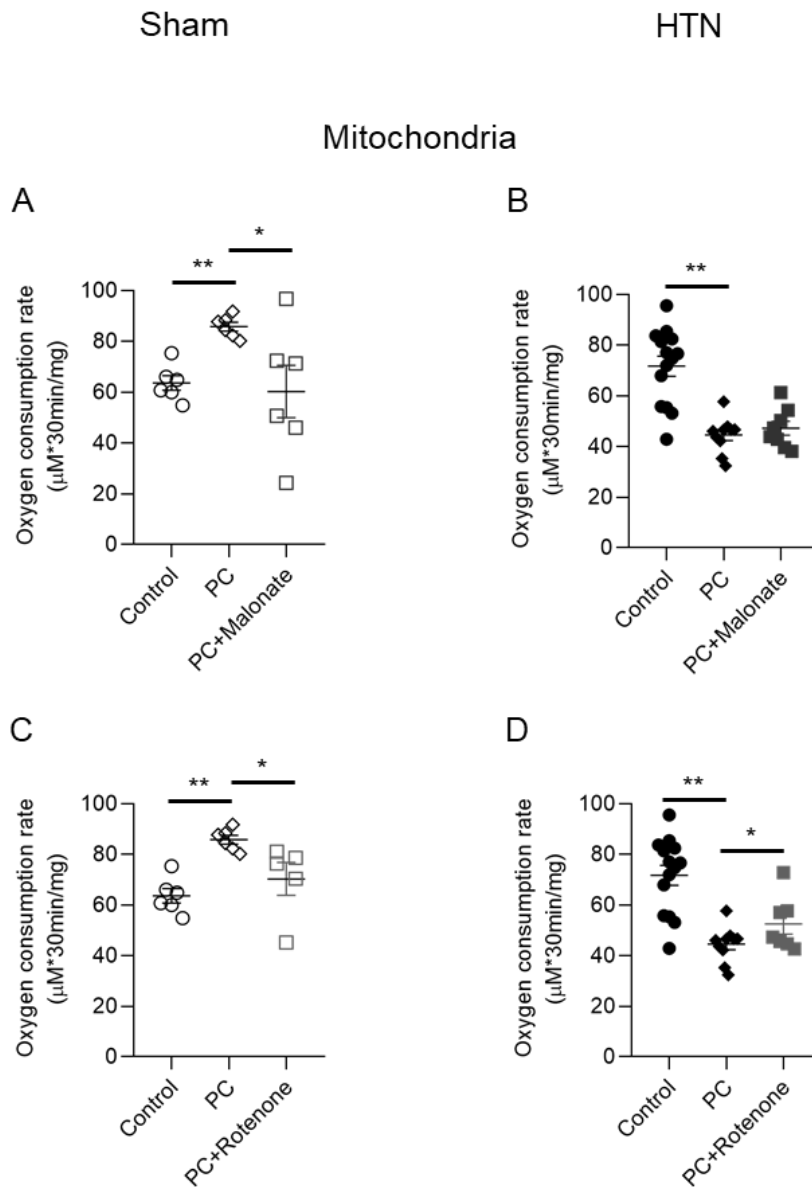 Sham
HTN
Mitochondria
A
**
*
Oxygen consumption rate
(µM*30min/mg)
100
80
60
40
20
0
Control
PC
PC+Malonate
B
**
Oxygen consumption rate
(µM*30min/mg)
100
80
60
40
20
0
Control
PC
PC+Malonate
C
**
*
Oxygen consumption rate
(µM*30min/mg)
100
80
60
40
20
0
Control
PC
PC+Rotenone
D
**
*
Oxygen consumption rate
(µM*30min/mg)
100
80
60
40
20
0
Control
PC
PC+Rotenone